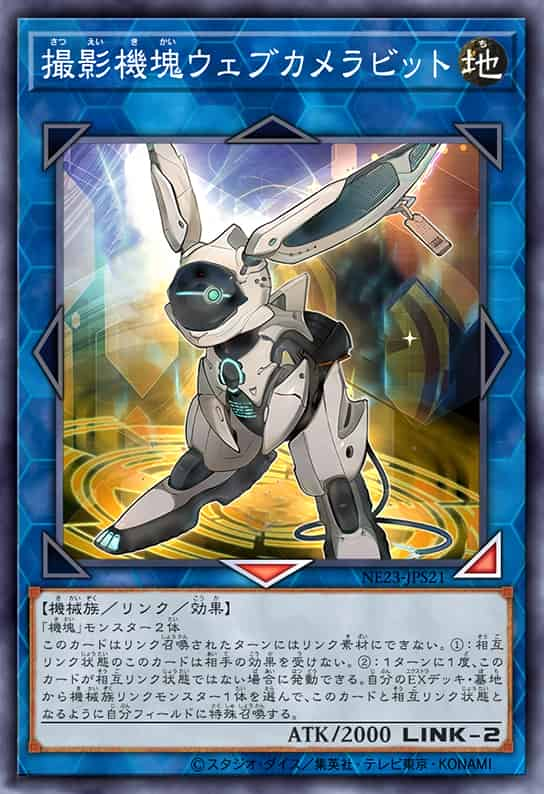 撮影機塊ウェブカメラビット 地
NE23-JPS21
【機械族／リンク／効果】
「機塊」モンスター２体
このカードはリンク召喚されたターンにはリンク素材にできない。①：相互
リンク状態のこのカードは相手の効果を受けない。②：１ターンに１度、この
カードが相互リンク状態ではない場合に発動できる。自分のEXデッキ・墓地
から機械族リンクモンスター１体を選んで、このカードと相互リンク状態と
なるように自分フィールドに特殊召喚する。
ATK/2000 LINK-2
©スタジオ・ダイス／集英社・テレビ東京・KONAMI